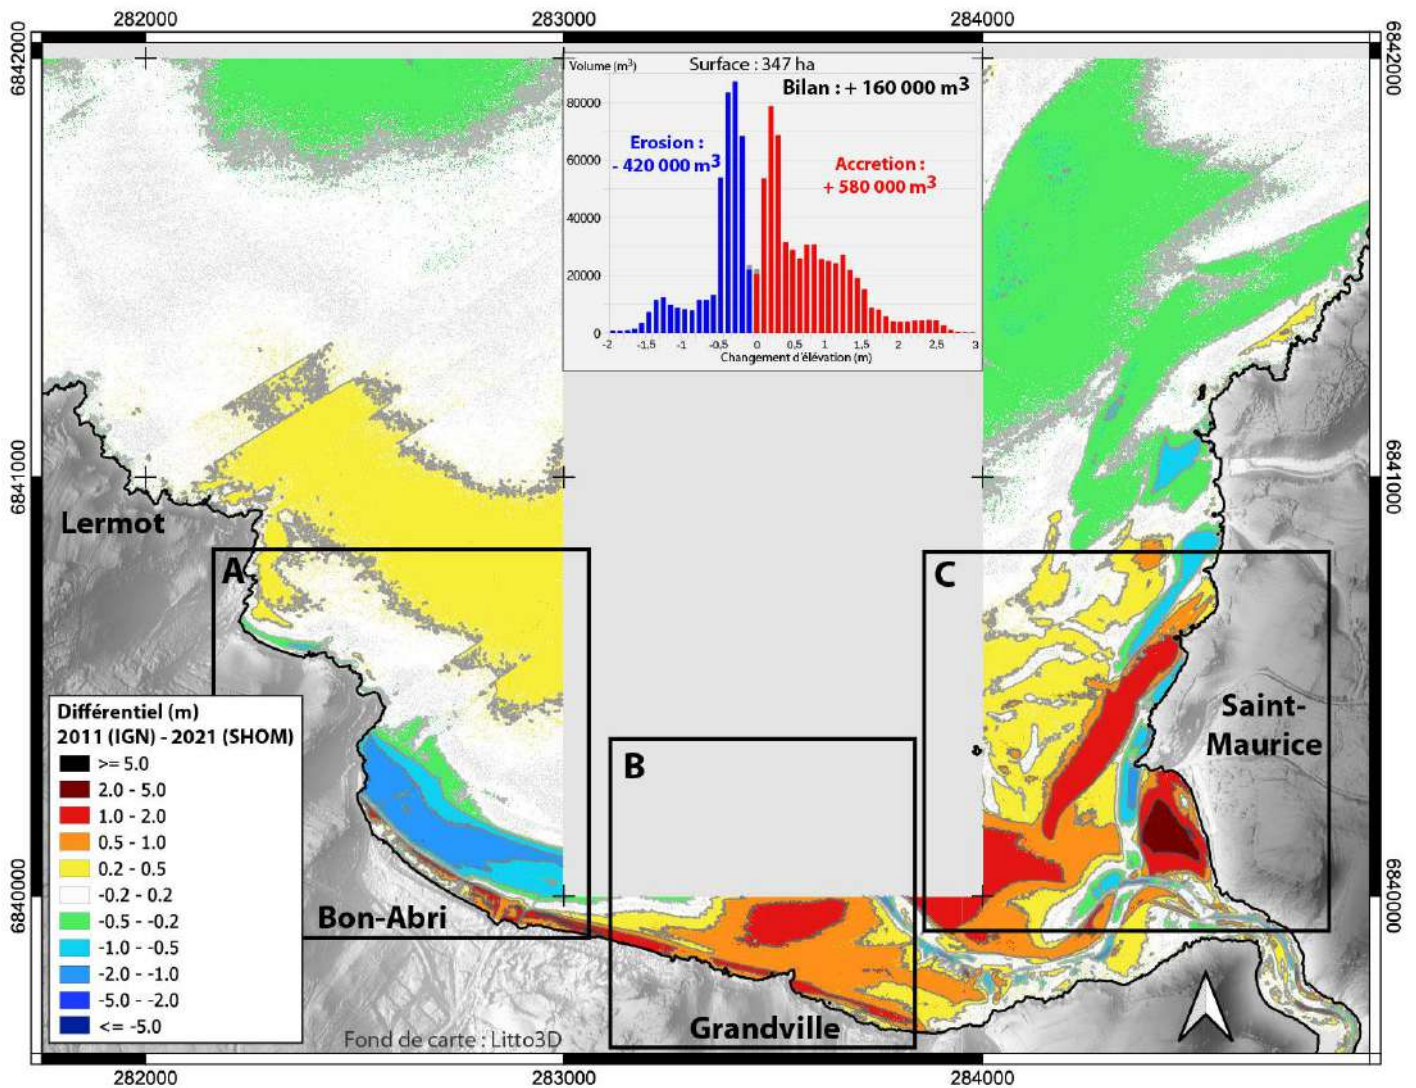 282000
283000
284000
6842000
6842000
Volume (m³)
Surface : 347 ha
Bilan : + 160 000 m³
80000
60000
40000
20000
0
Erosion :
- 420 000 m³
Accretion :
+ 580 000 m³
-2
-1,5
-1
-0,5
0
0,5
1
1,5
2
2,5
3
Changement d'élévation (m)
6841000
6841000
Lermot
A
C
B
Saint-
Maurice
Différentiel (m)
2011 (IGN) - 2021 (SHOM)
>= 5.0
2.0 - 5.0
1.0 - 2.0
0.5 - 1.0
0.2 - 0.5
-0.2 - 0.2
-0.5 - -0.2
-1.0 - -0.5
-2.0 - -1.0
-5.0 - -2.0
<= -5.0
6840000
6840000
Bon-Abri
Grandville
Fond de carte : Litto3D
282000
283000
284000